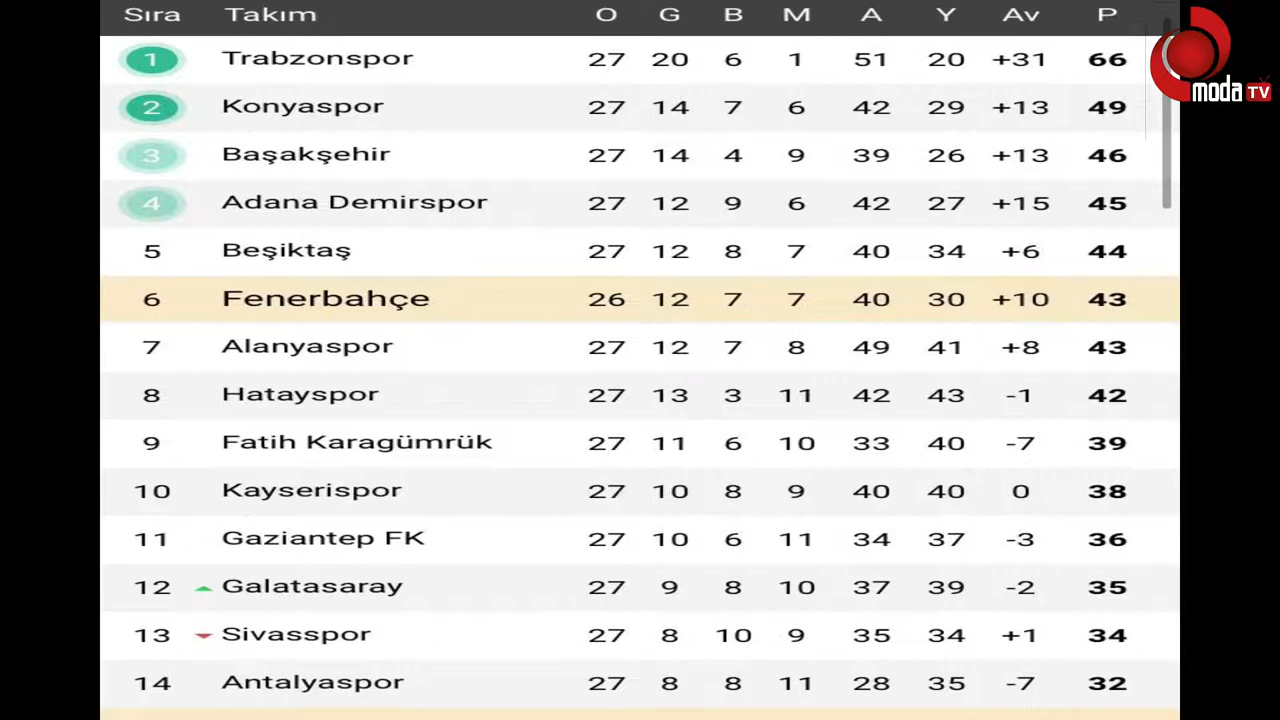 Sıra Takım O G B M A Y Av P
1 Trabzonspor 27 20 6 1 51 20 +31 66
2 Konyaspor 27 14 7 6 42 29 +13 49
3 Başakşehir 27 14 4 9 39 26 +13 46
4 Adana Demirspor 27 12 9 6 42 27 +15 45
5 Beşiktaş 27 12 8 7 40 34 +6 44
6 Fenerbahçe 26 12 7 7 40 30 +10 43
7 Alanyaspor 27 12 7 8 49 41 +8 43
8 Hatayspor 27 13 3 11 42 43 -1 42
9 Fatih Karagümrük 27 11 6 10 33 40 -7 39
10 Kayserispor 27 10 8 9 40 40 0 38
11 Gaziantep FK 27 10 6 11 34 37 -3 36
12 Galatasaray 27 9 8 10 37 39 -2 35
13 Sivasspor 27 8 10 9 35 34 +1 34
14 Antalyaspor 27 8 8 11 28 35 -7 32
moda TV